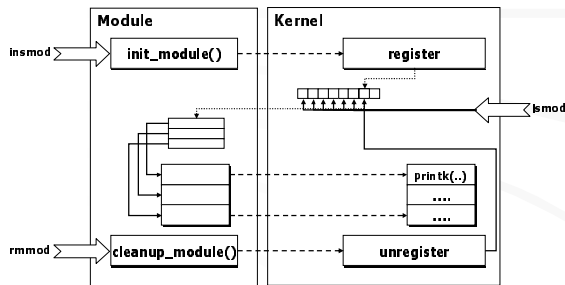 Module
Kernel
insmod
init_module()
register
lsmod
printk(..)
....
....
rmmod
cleanup_module()
unregister